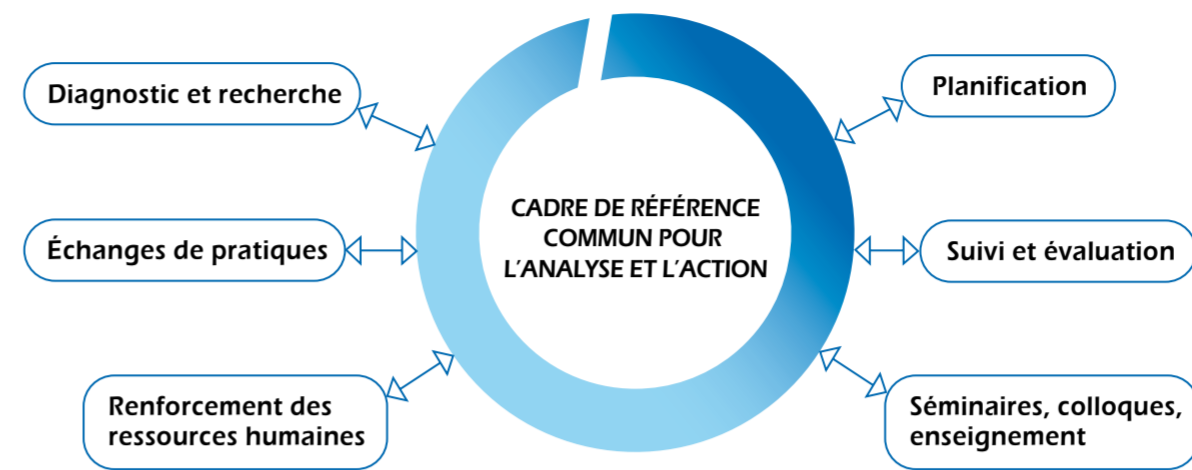 Diagnostic et recherche
Échanges de pratiques
Renforcement des
ressources humaines
CADRE DE RÉFÉRENCE
COMMUN POUR
L'ANALYSE ET L'ACTION
Planification
Suivi et évaluation
Séminaires, colloques,
enseignement